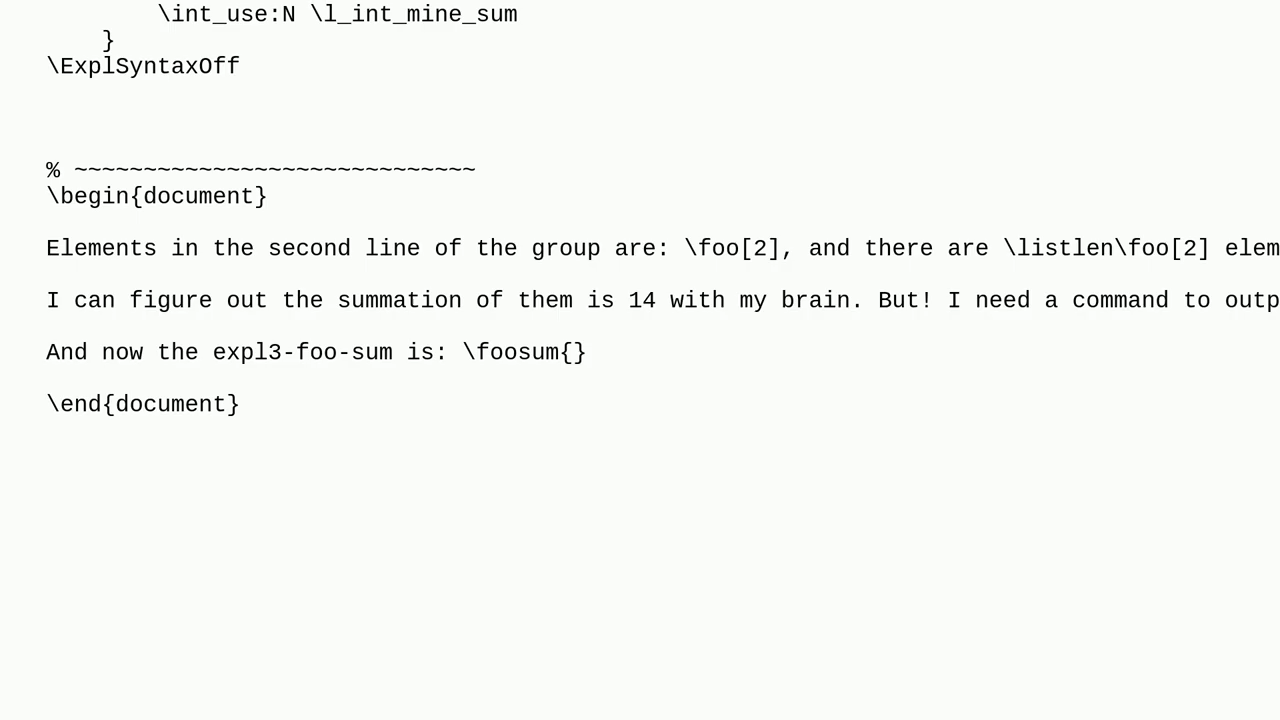 \int_use:N \l_int_mine_sum
}
\ExplSyntaxOff
% ~~~~~~~~~~~~~~~~~~~~~~~~~~~~~
\begin{document}
Elements in the second line of the group are: \foo[2], and there are \listlen\foo[2] elem
I can figure out the summation of them is 14 with my brain. But! I need a command to outp
And now the expl3-foo-sum is: \foosum{}
\end{document}